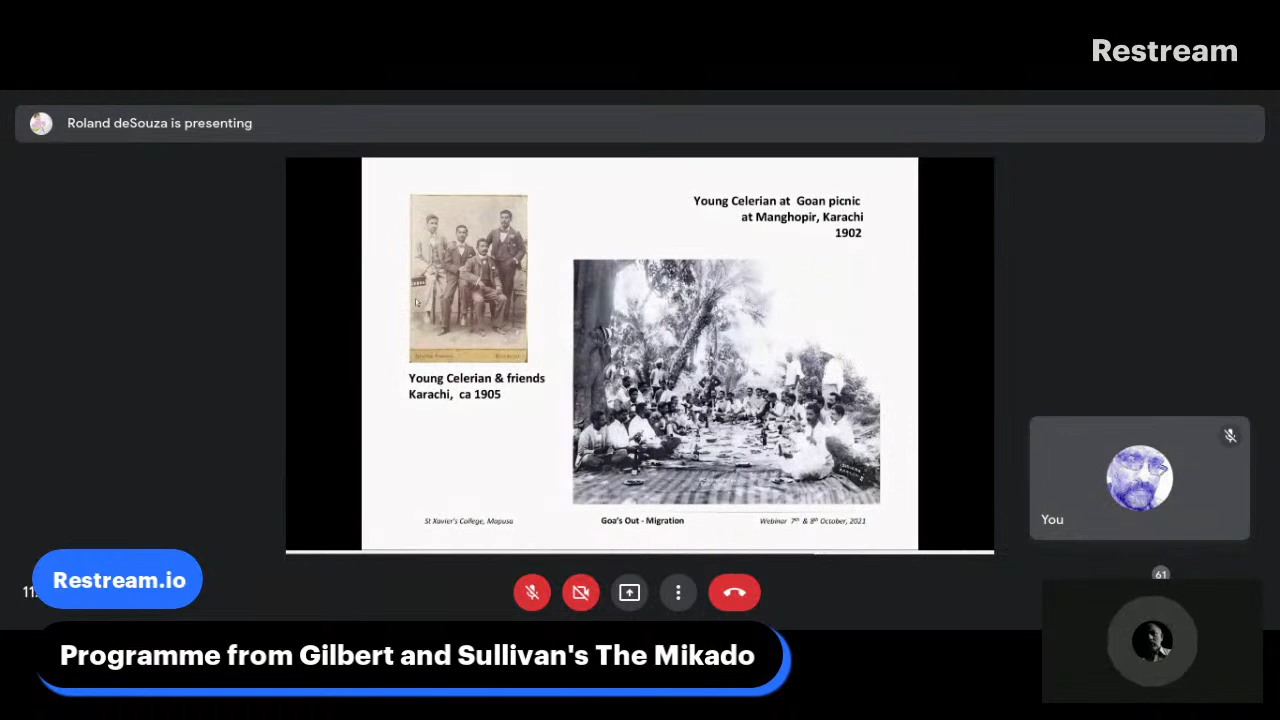 Restream
Roland deSouza is presenting
Young Celerian at Goan picnic
at Manghopir, Karachi
1902
Young Celerian & friends
Karachi, ca 1905
St Xavier's College, Mapusa
Goa's Out - Migration
Webinar 7th & 8th October, 2021
You
61
11:
Restream.io
Programme from Gilbert and Sullivan's The Mikado